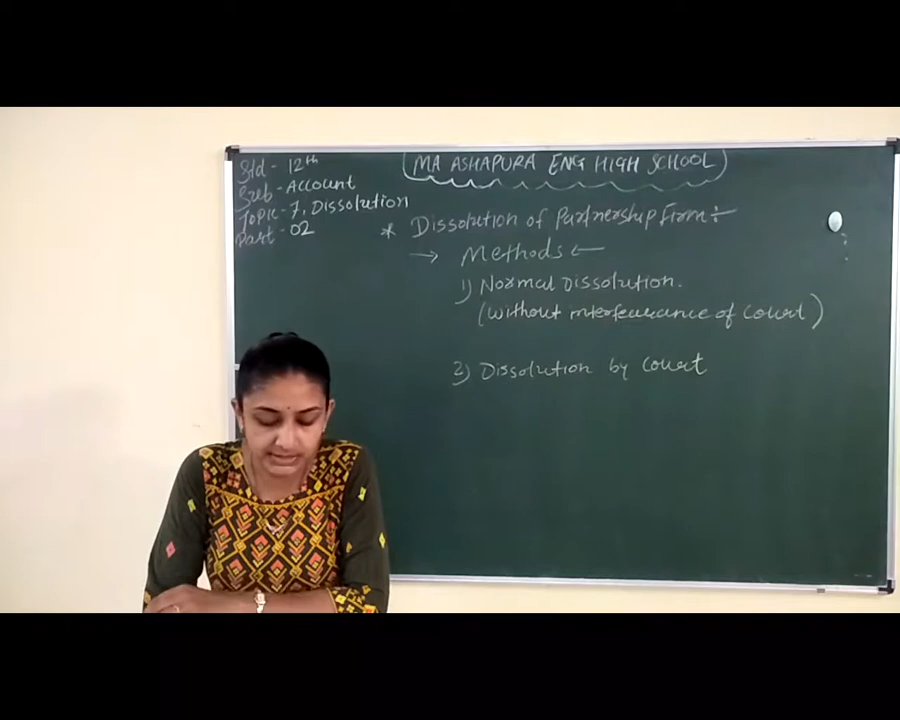 Std - 12th
Sub - Account
Topic - 7, Dissolution
Part - 02
MA ASHAPURA ENG HIGH SCHOOL
* Dissolution of Partnership Firm ÷
→ Methods ←
1) Normal Dissolution.
(without interfeurance of Court)
2) Dissolution by Court